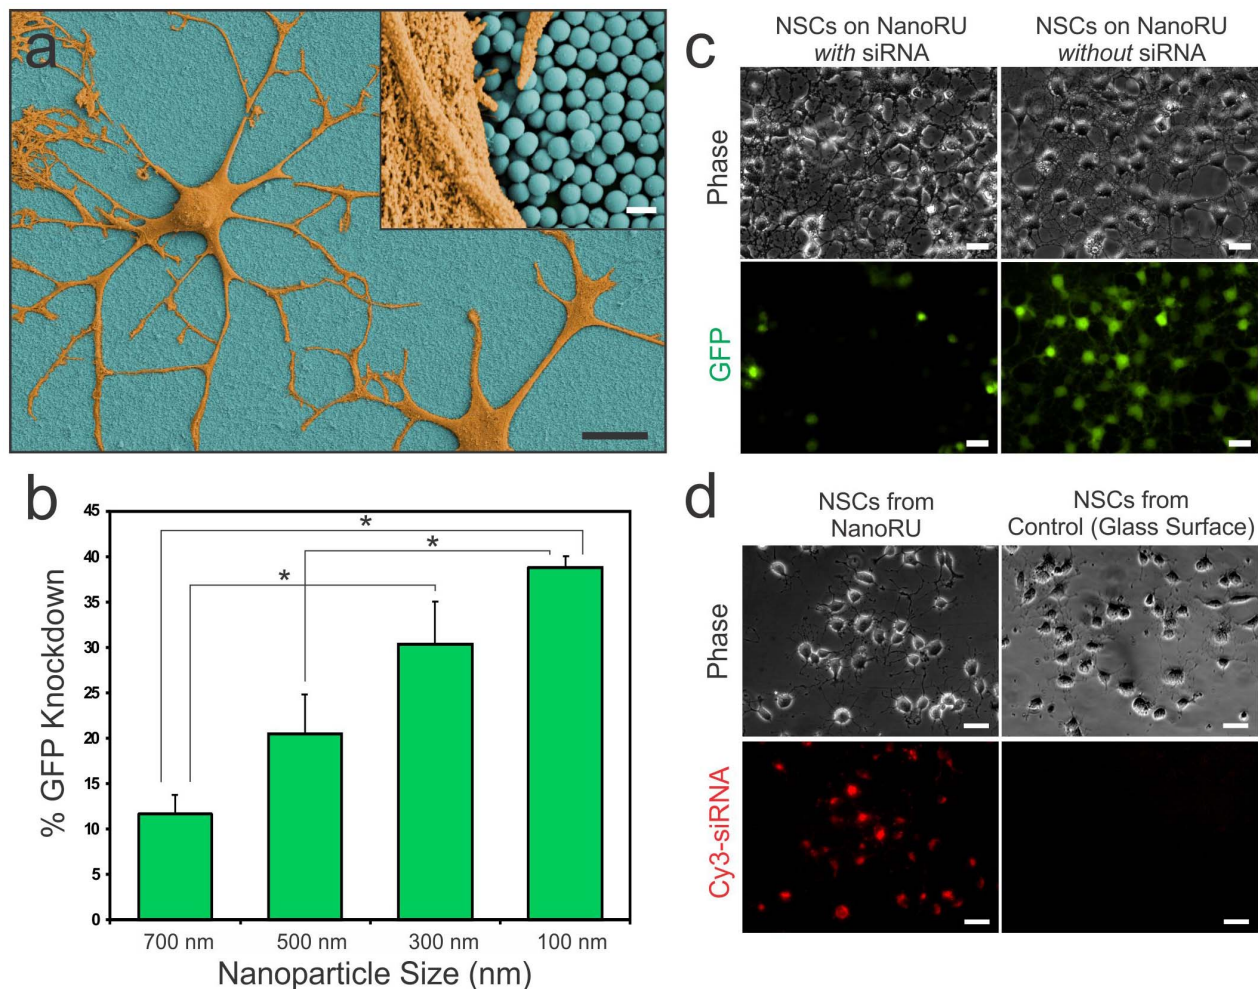 a
b
% GFP Knockdown
45
40
35
30
25
20
15
10
5
0
*
*
*
700 nm
500 nm
300 nm
100 nm
Nanoparticle Size (nm)
c
NSCs on NanoRU
with siRNA
NSCs on NanoRU
without siRNA
Phase
GFP
d
NSCs from
NanoRU
NSCs from
Control (Glass Surface)
Phase
Cy3-siRNA